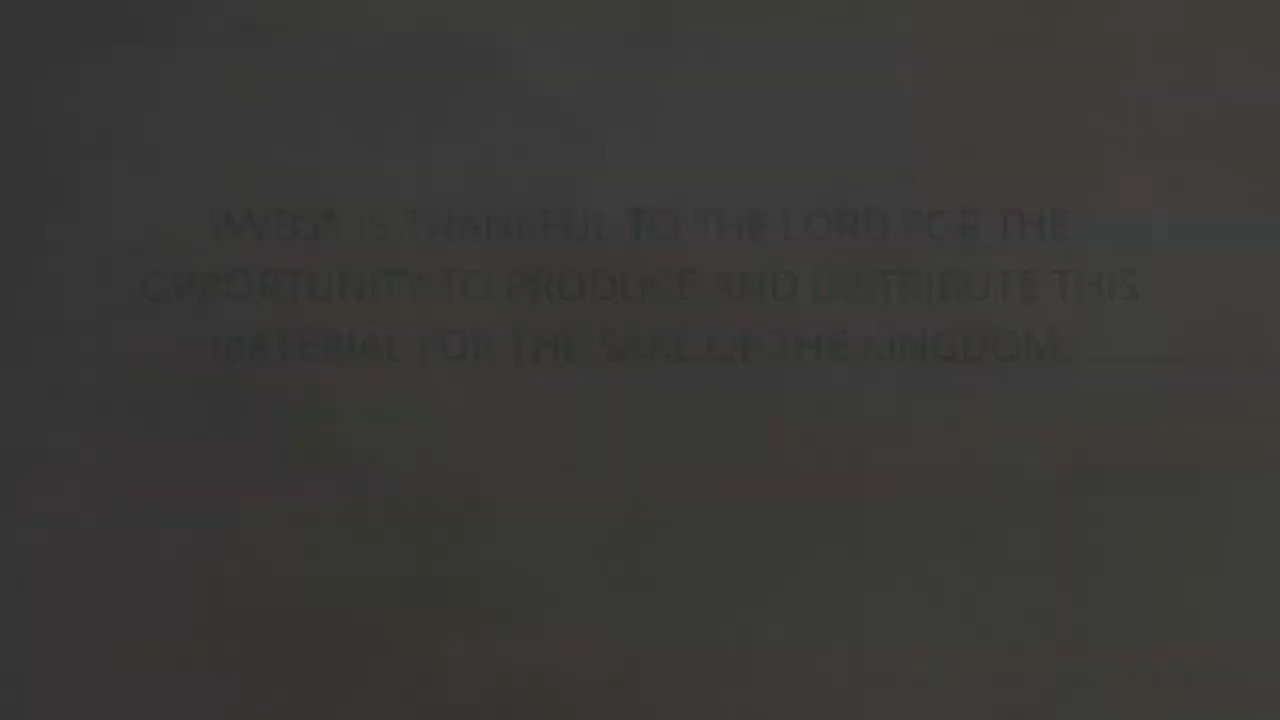 IS THANKFUL TO THE LORD FOR THE
OPPORTUNITY TO PRODUCE AND DISTRIBUTE THIS
MATERIAL FOR THE SAKE OF THE KINGDOM.